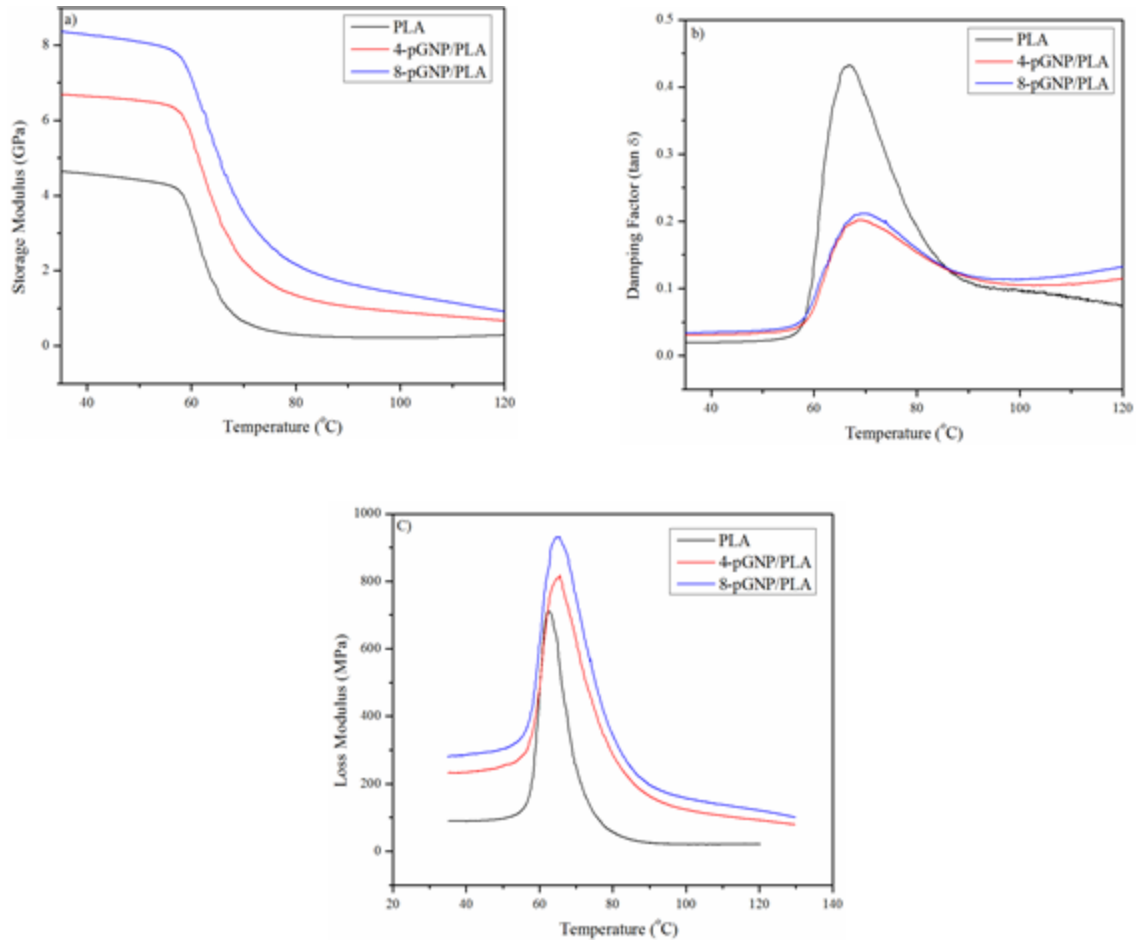 a)
PLA
4-pGNP/PLA
8-pGNP/PLA
8
6
4
2
0
Storage Modulus (GPa)
40 60 80 100 120
Temperature (°C)
b)
PLA
4-pGNP/PLA
8-pGNP/PLA
0.4
0.3
0.2
0.1
0.0
Damping Factor (tan δ)
40 60 80 100 120
Temperature (°C)
C)
PLA
4-pGNP/PLA
8-pGNP/PLA
1000
800
600
400
200
0
Loss Modulus (MPa)
20 40 60 80 100 120 140
Temperature (°C)